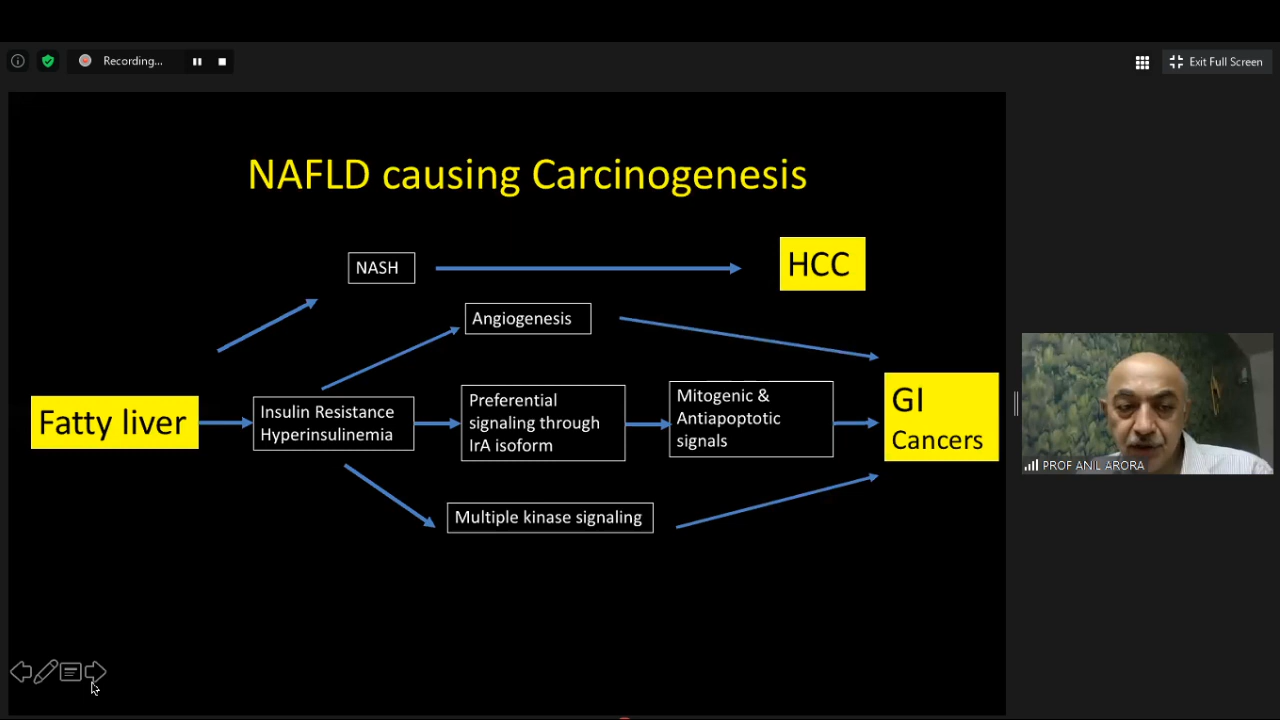 Recording...
Exit Full Screen
NAFLD causing Carcinogenesis
NASH
HCC
Angiogenesis
Fatty liver
Insulin Resistance
Hyperinsulinemia
Preferential
signaling through
IrA isoform
Mitogenic &
Antiapoptotic
signals
GI
Cancers
Multiple kinase signaling
PROF ANIL ARORA